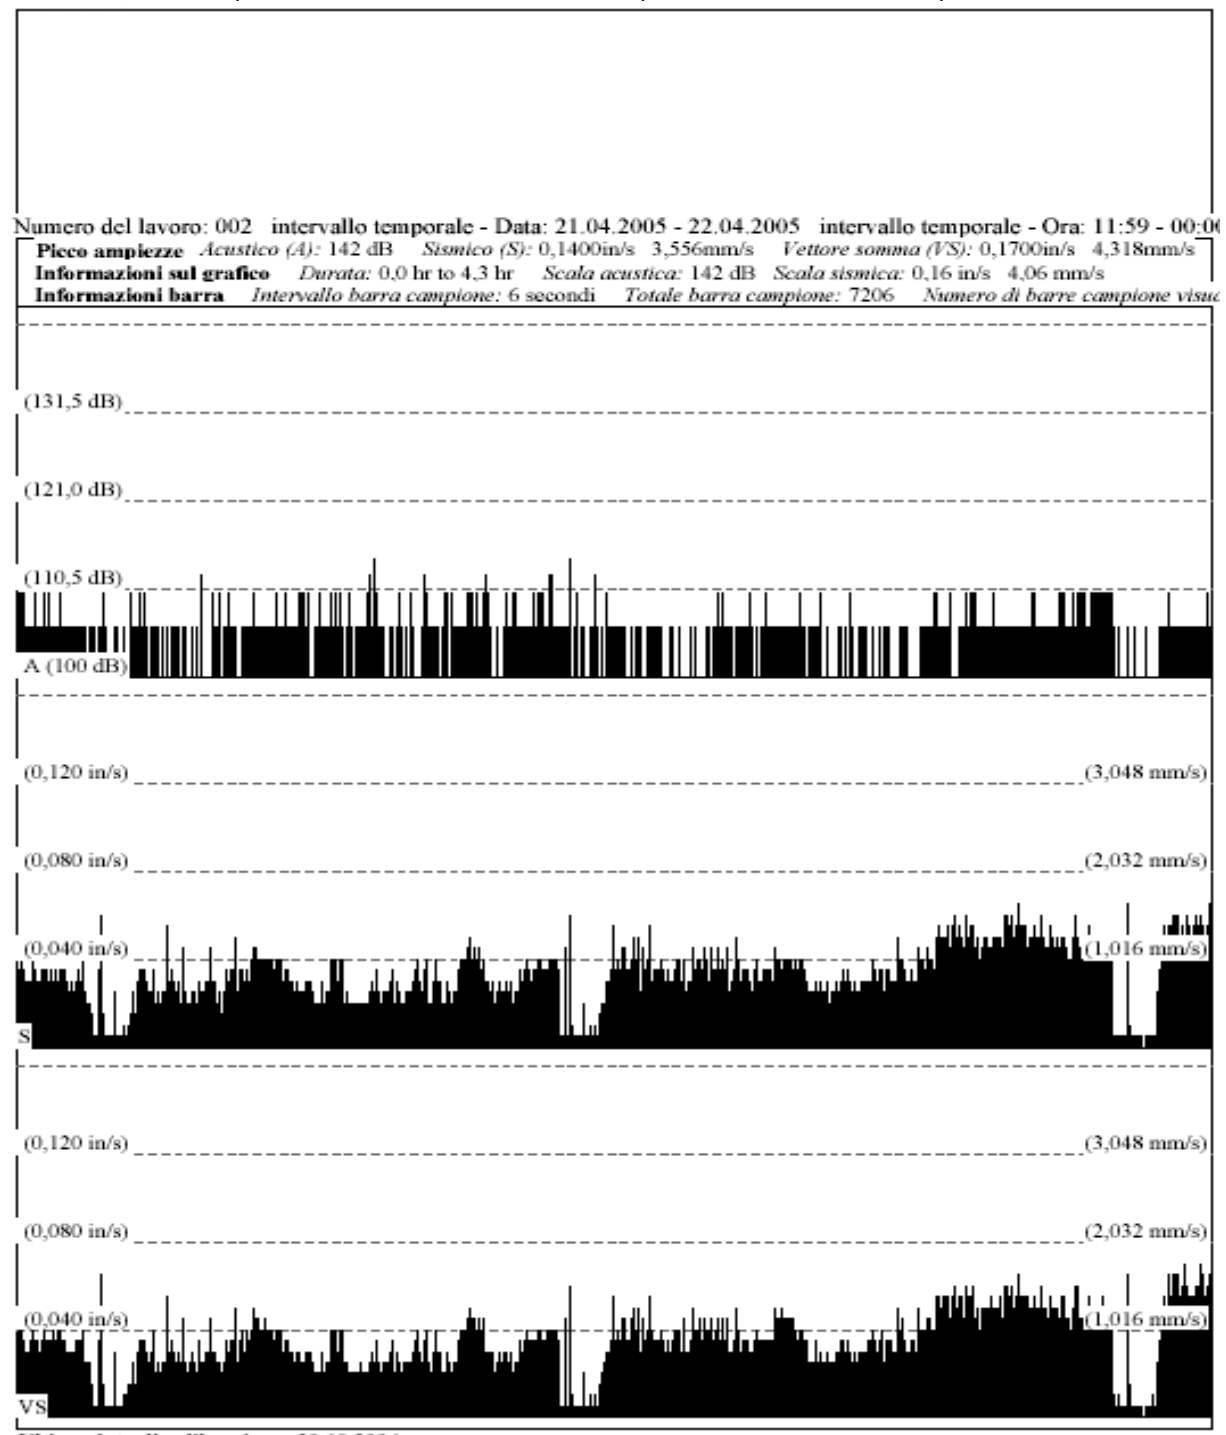 Numero del lavoro: 002 intervallo temporale - Data: 21.04.2005 - 22.04.2005 intervallo temporale - Ora: 11:59 - 00:00
Picco ampiezze Acustico (A): 142 dB Sismico (S): 0,1400in/s 3,556mm/s Vettore somma (VS): 0,1700in/s 4,318mm/s
Informazioni sul grafico Durata: 0,0 hr to 4,3 hr Scala acustica: 142 dB Scala sismica: 0,16 in/s 4,06 mm/s
Informazioni barra Intervallo barra campione: 6 secondi Totale barra campione: 7206 Numero di barre campione
(131,5 dB)
(121,0 dB)
(110,5 dB)
A (100 dB)
(0,120 in/s) (3,048 mm/s)
(0,080 in/s) (2,032 mm/s)
(0,040 in/s) (1,016 mm/s)
S
(0,120 in/s) (3,048 mm/s)
(0,080 in/s) (2,032 mm/s)
(0,040 in/s) (1,016 mm/s)
VS